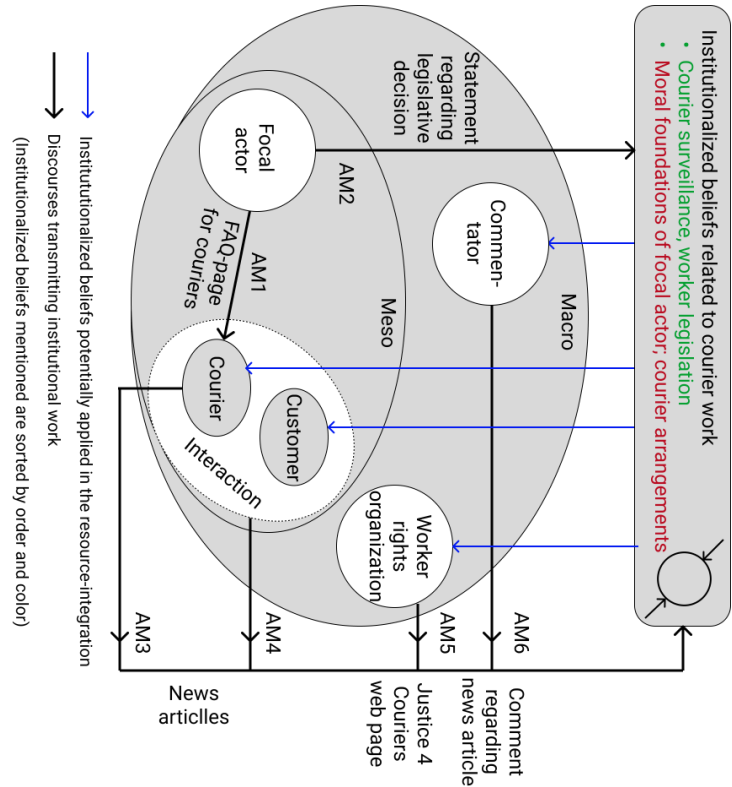 Institutionalized beliefs related to courier work
• Courier surveillance, worker legislation
• Moral foundations of focal actor; courier arrangements
Statement
regarding
legislative
decision
AM2
Focal
actor
AM1
FAQ-page
for couriers
Commen-
tator
Macro
Meso
Courier
Customer
Interaction
Worker
rights
organization
AM6
AM5
AM4
AM3
Comment
regarding
news article
Justice 4
Couriers
web page
News
articlles
Instututionalized beliefs potentially applied in the resource-integration
Discourses transmitting institutional work
(Institutionalized beliefs mentioned are sorted by order and color)